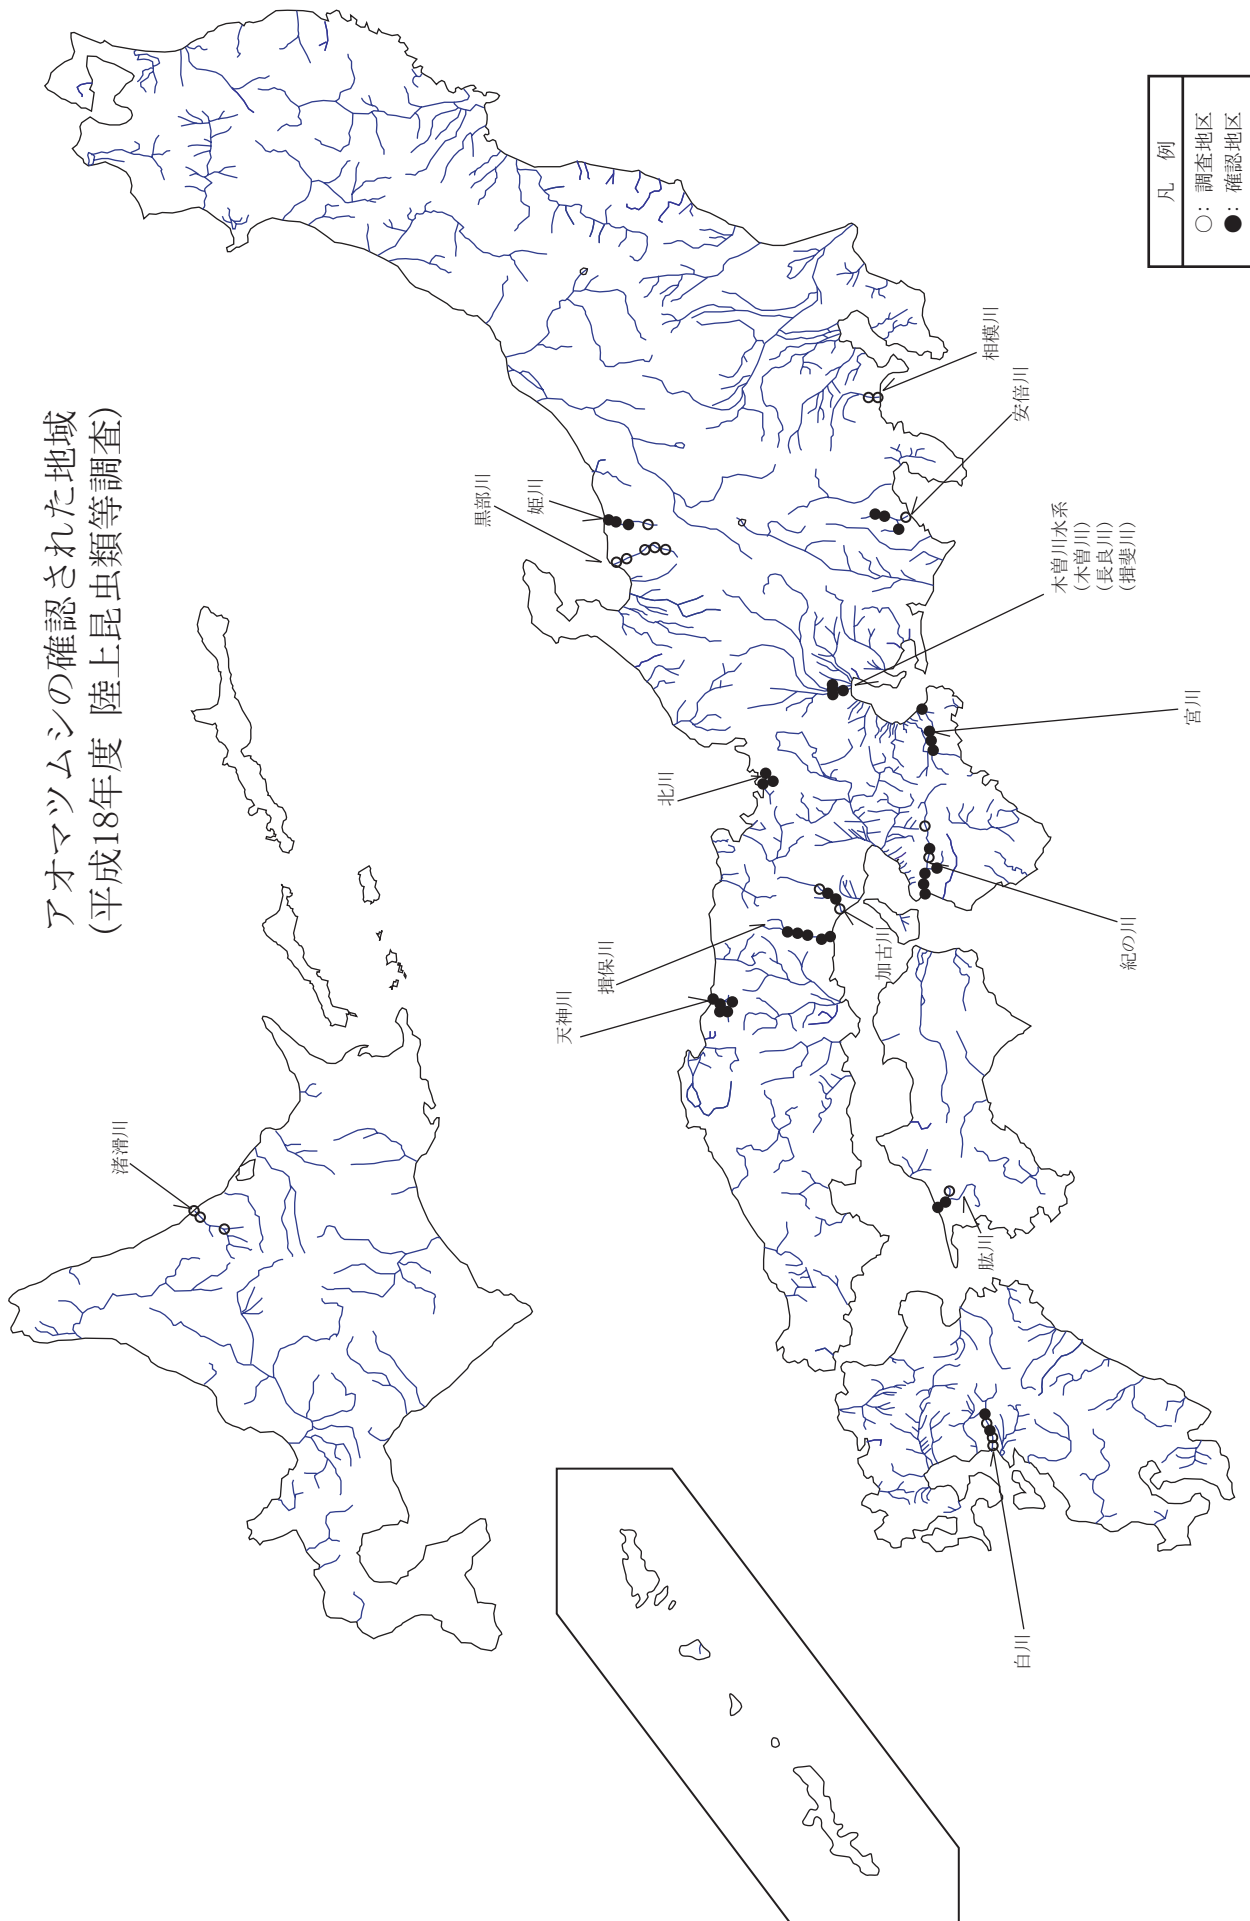 アオマツムシの確認された地域
(平成18年度 陸上昆虫類等調査)
渚滑川
黒部川
姫川
北川
揖保川
天神川
相模川
安倍川
木曽川水系
(木曽川)
(長良川)
(揖斐川)
宮川
紀の川
加古川
肱川
白川
凡 例
○: 調査地区
●: 確認地区